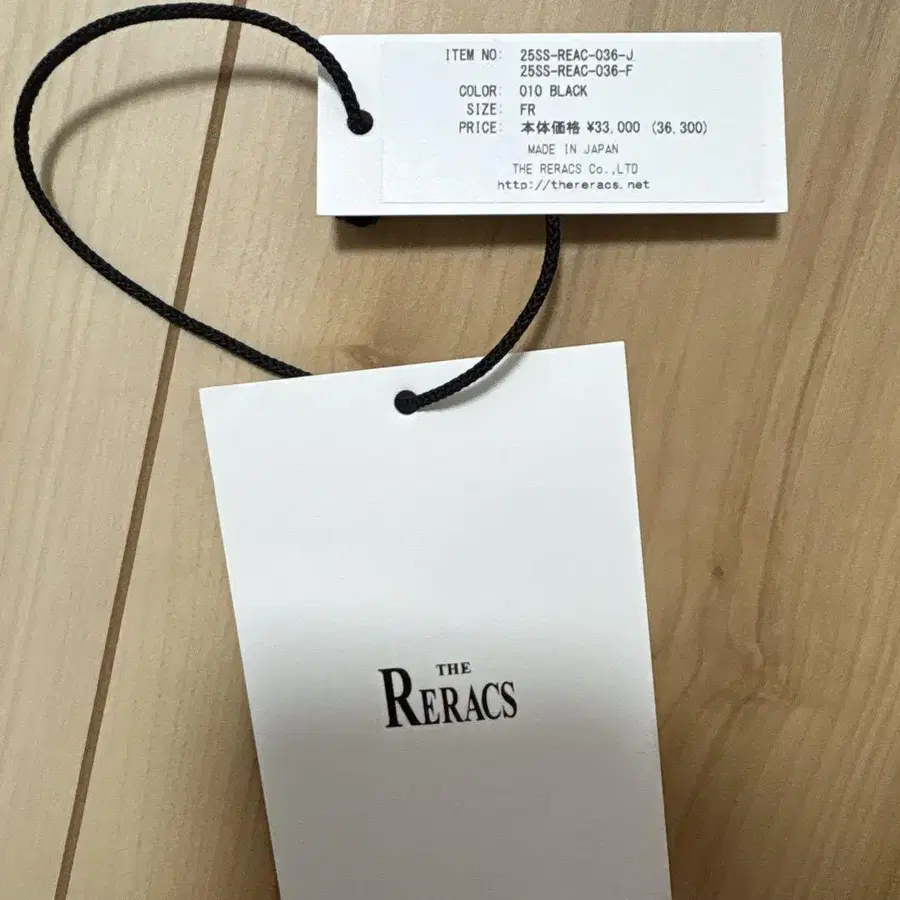 ITEM NO: 25SS-REAC-036-J
25SS-REAC-036-F
COLOR: 010 BLACK
SIZE: FR
PRICE: 本体価格 ¥33,000 (36,300)
MADE IN JAPAN
THE RERACS Co.,LTD
http://thereracs.net
THE
RERACS